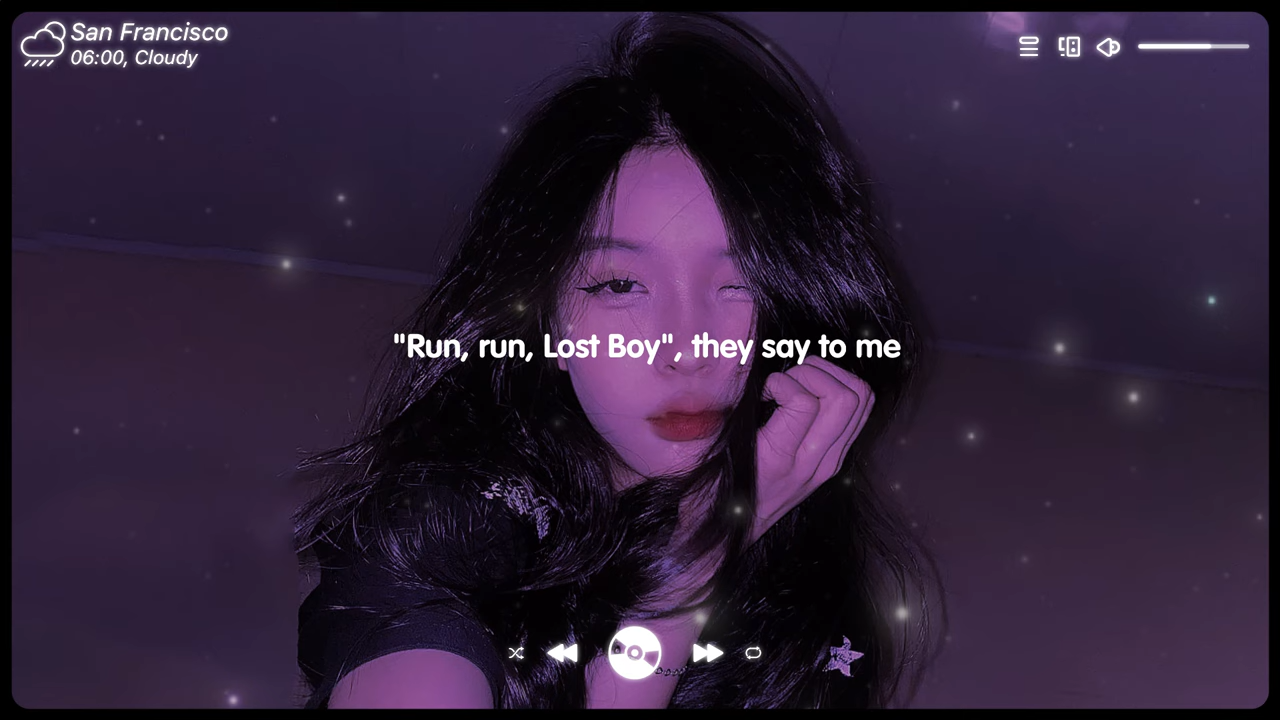 San Francisco
06:00, Cloudy
"Run, run, Lost Boy", they say to me